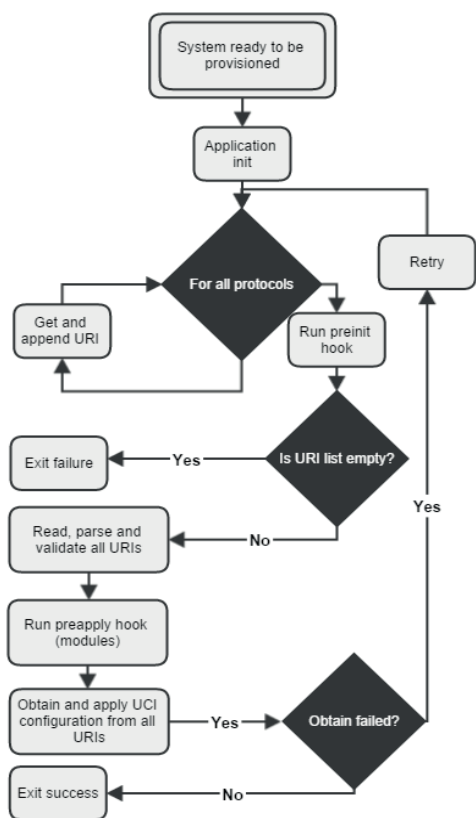 System ready to be
provisioned
Application
init
For all protocols
Retry
Get and
append URI
Run preinit
hook
Is URI list empty?
Yes
Exit failure
Yes
No
Read, parse and
validate all URIs
Run preapply hook
(modules)
Obtain and apply UCI
configuration from all
URIs
Yes
Obtain failed?
No
Exit success